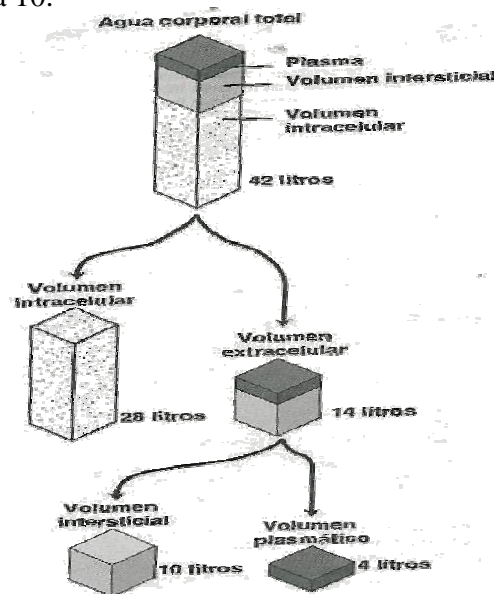 a 10.
Agua corporal total
Plasma
Volumen intersticial
Volumen
intracelular
42 litros
Volumen
intracelular
28 litros
Volumen
extracelular
14 litros
Volumen
intersticial
10 litros
Volumen
plasmático
4 litros